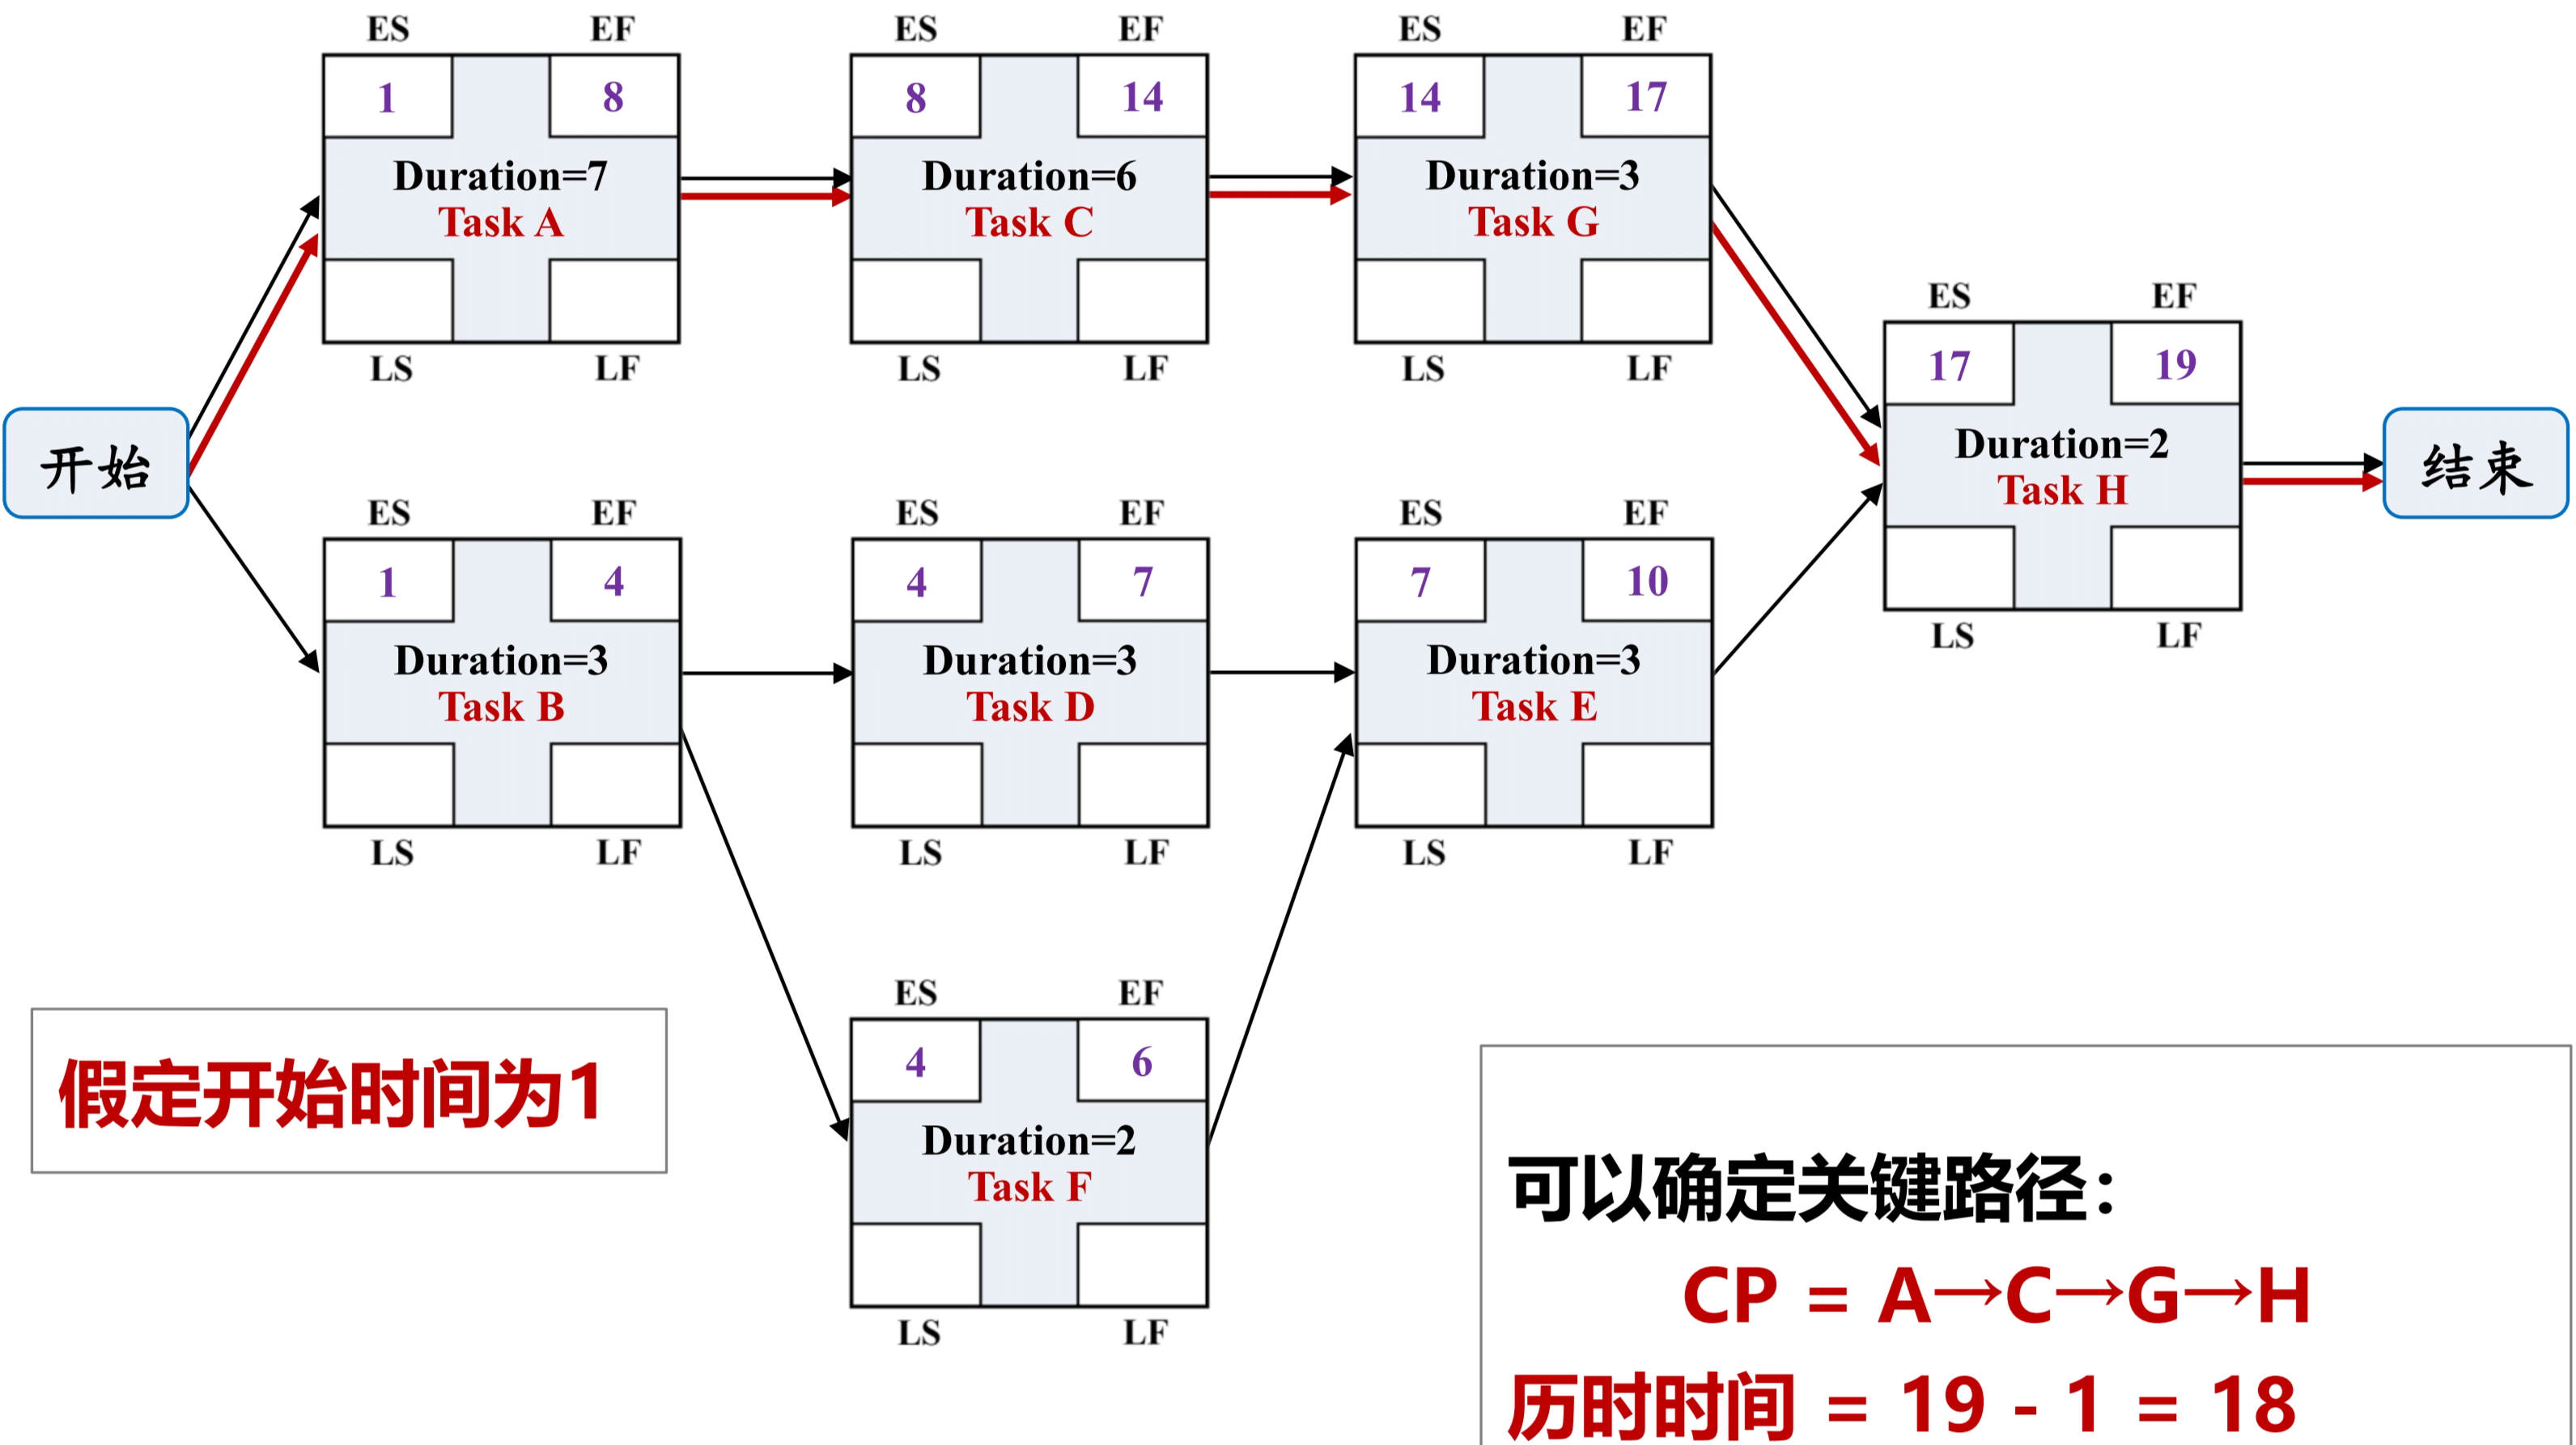 ES EF ES EF ES EF
1 8 8 14 14 17
Duration=7 Duration=6 Duration=3
Task A Task C Task G
LS LF LS LF LS LF
ES EF
17 19
Duration=2
Task H
LS LF
开始
结束
ES EF ES EF ES EF
1 4 4 7 7 10
Duration=3 Duration=3 Duration=3
Task B Task D Task E
LS LF LS LF LS LF
ES EF
4 6
Duration=2
Task F
LS LF
假定开始时间为1
可以确定关键路径：
CP = A→C→G→H
历时时间 = 19 - 1 = 18